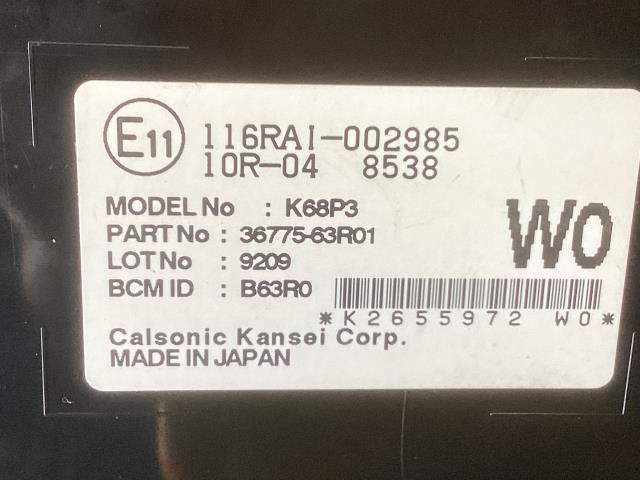 E11 116RAI-002985
10R-04 8538
MODEL No : K68P3
PART No : 36775-63R01
LOT No : 9209
BCM ID : B63R0
W0
*K2655972 W0*
Calsonic Kansei Corp.
MADE IN JAPAN